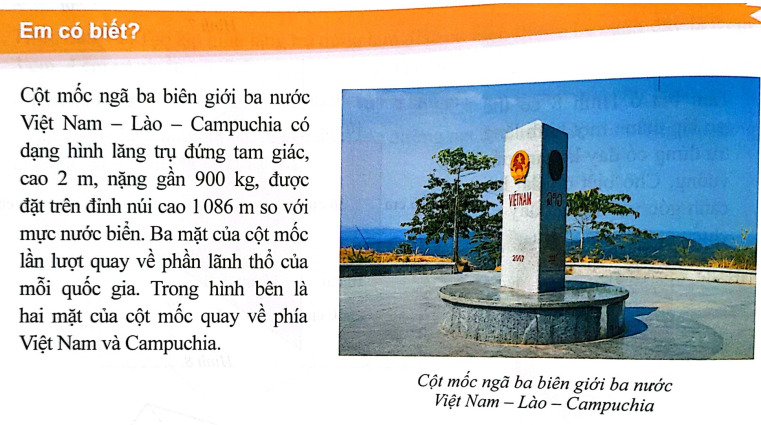 Em có biết?
Cột mốc ngã ba biên giới ba nước
Việt Nam – Lào – Campuchia có
dạng hình lăng trụ đứng tam giác,
cao 2 m, nặng gần 900 kg, được
đặt trên đỉnh núi cao 1 086 m so với
mực nước biển. Ba mặt của cột mốc
lần lượt quay về phần lãnh thổ của
mỗi quốc gia. Trong hình bên là
hai mặt của cột mốc quay về phía
Việt Nam và Campuchia.
VIỆTNAM
2007
Cột mốc ngã ba biên giới ba nước
Việt Nam – Lào – Campuchia